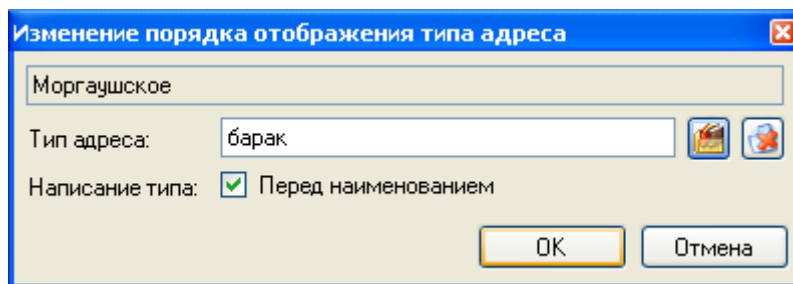 Изменение порядка отображения типа адреса
Моргаушское
Тип адреса: барак
Написание типа: Перед наименованием
OK Отмена